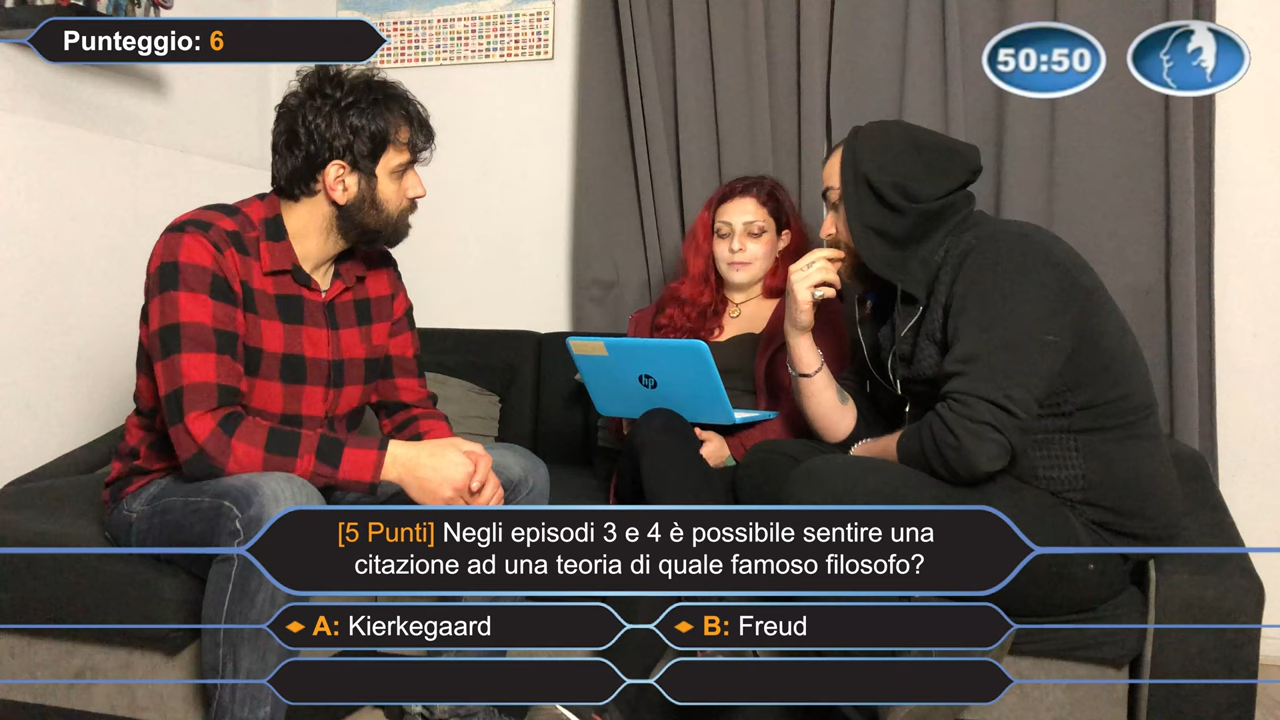 Punteggio: 6
50:50
hp
[5 Punti] Negli episodi 3 e 4 è possibile sentire una
citazione ad una teoria di quale famoso filosofo?
A: Kierkegaard
B: Freud